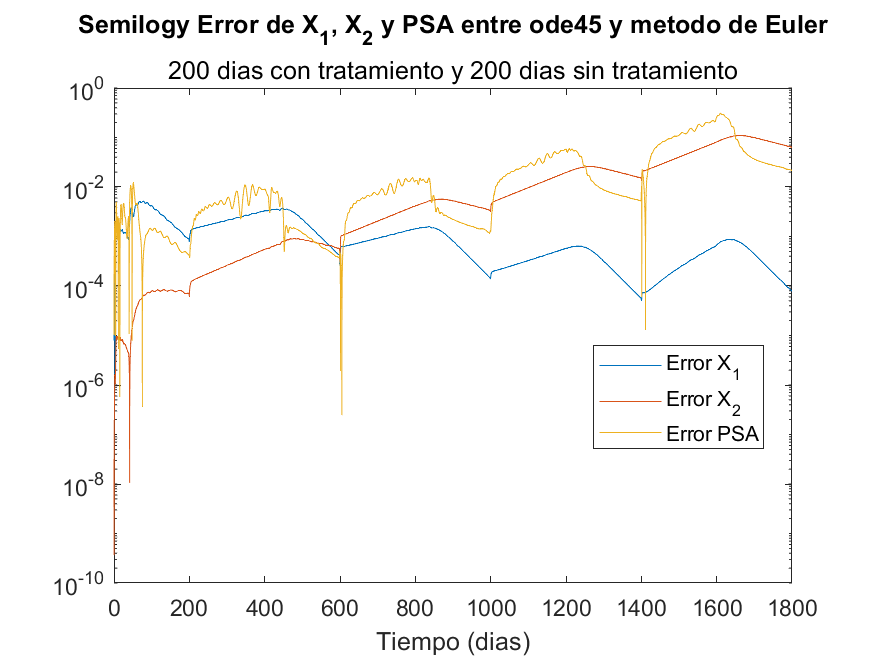 Semilogy Error de X₁, X₂ y PSA entre ode45 y metodo de Euler
200 dias con tratamiento y 200 dias sin tratamiento
10⁰
10⁻²
10⁻⁴
10⁻⁶
10⁻⁸
10⁻¹⁰
Error X₁
Error X₂
Error PSA
0 200 400 600 800 1000 1200 1400 1600 1800
Tiempo (dias)